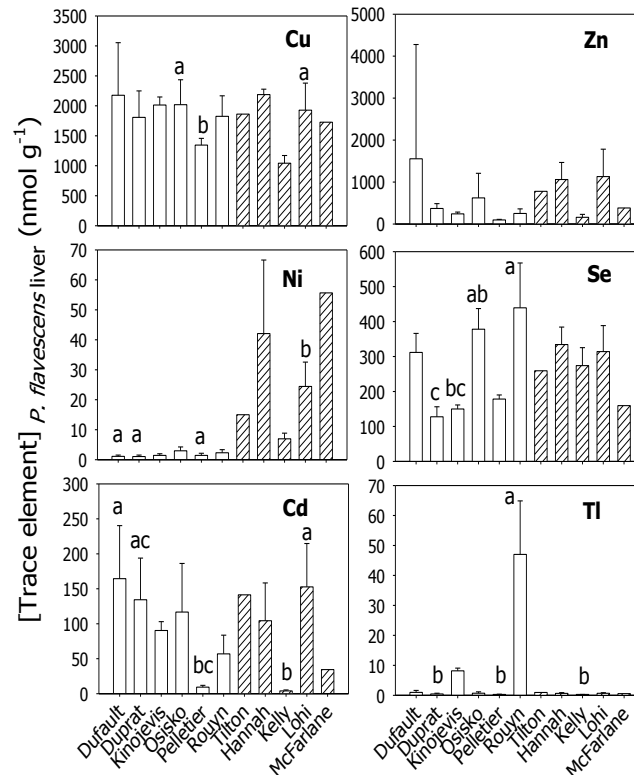 [Trace element] P. flavescens liver (nmol g-1)
Cu
3500
3000
2500
2000
1500
1000
500
0
a
b
a
Zn
5000
4000
3000
2000
1000
0
Ni
70
60
50
40
30
20
10
0
a
a
a
b
Se
600
500
400
300
200
100
0
c
bc
ab
a
Cd
300
250
200
150
100
50
0
a
ac
bc
b
a
Tl
70
60
50
40
30
20
10
0
b
b
a
b
Dufault
Duprat
Kinojevis
Osisko
Pelletier
Rouyn
Tilton
Hannah
Kelly
Lohi
McFarlane
Dufault
Duprat
Kinojevis
Osisko
Pelletier
Rouyn
Tilton
Hannah
Kelly
Lohi
McFarlane